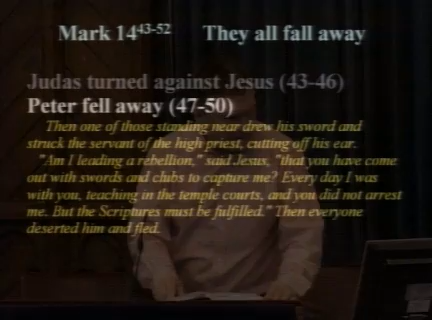 Mark 14⁴³⁻⁵² They all fall away
Judas turned against Jesus (43-46)
Peter fell away (47-50)
Then one of those standing near drew his sword and
struck the servant of the high priest, cutting off his ear.
"Am I leading a rebellion," said Jesus, "that you have come
out with swords and clubs to capture me? Every day I was
with you, teaching in the temple courts, and you did not arrest
me. But the Scriptures must be fulfilled." Then everyone
deserted him and fled.